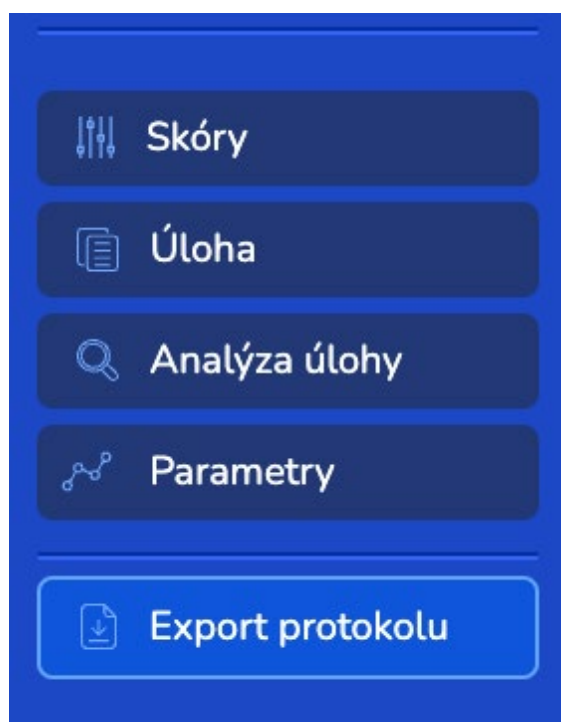 Skóry
Úloha
Analýza úlohy
Parametry
Export protokolu